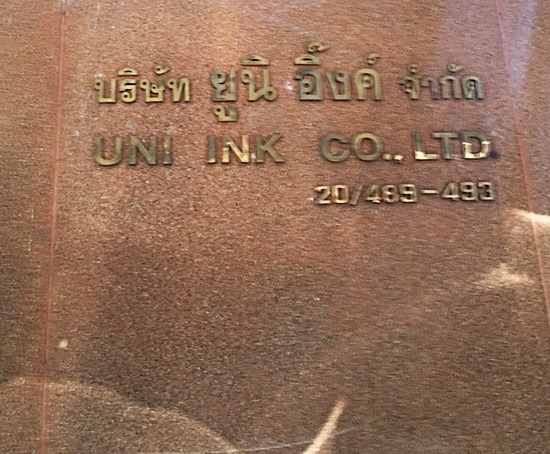 บริษัท ยูนิ อิ๊งค์ จำกัด
UNI INK CO., LTD.
20/489-493